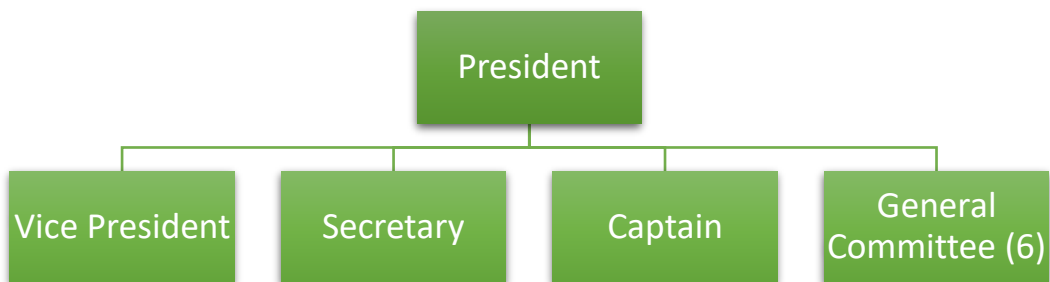 President
Vice President
Secretary
Captain
General
Committee (6)